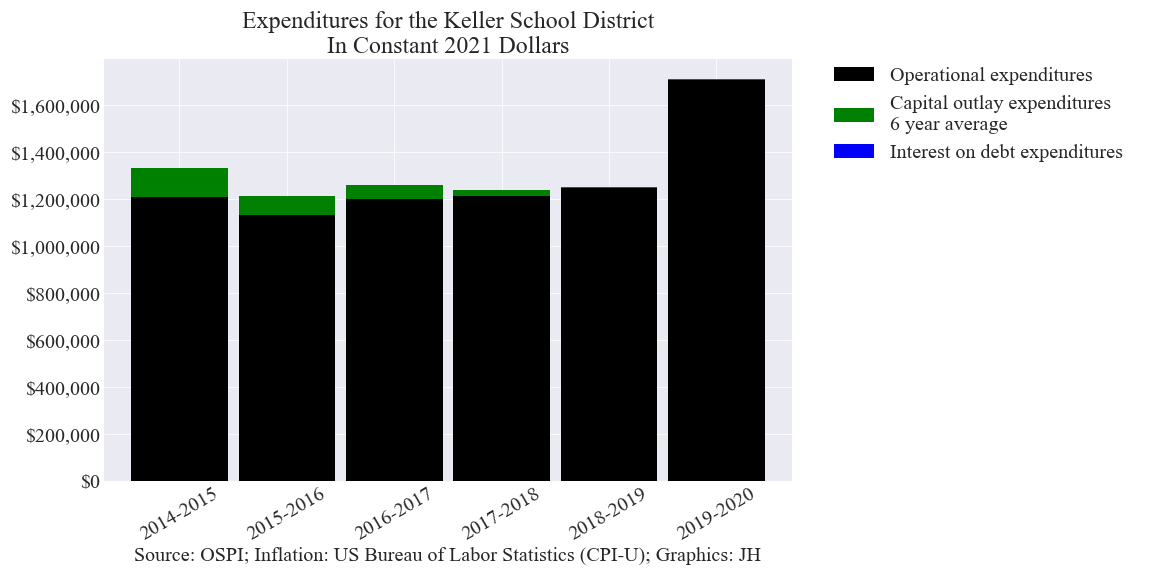 Expenditures for the Keller School District
In Constant 2021 Dollars
Operational expenditures
Capital outlay expenditures
6 year average
Interest on debt expenditures
$1,600,000
$1,400,000
$1,200,000
$1,000,000
$800,000
$600,000
$400,000
$200,000
$0
2014-2015
2015-2016
2016-2017
2017-2018
2018-2019
2019-2020
Source: OSPI; Inflation: US Bureau of Labor Statistics (CPI-U); Graphics: JH